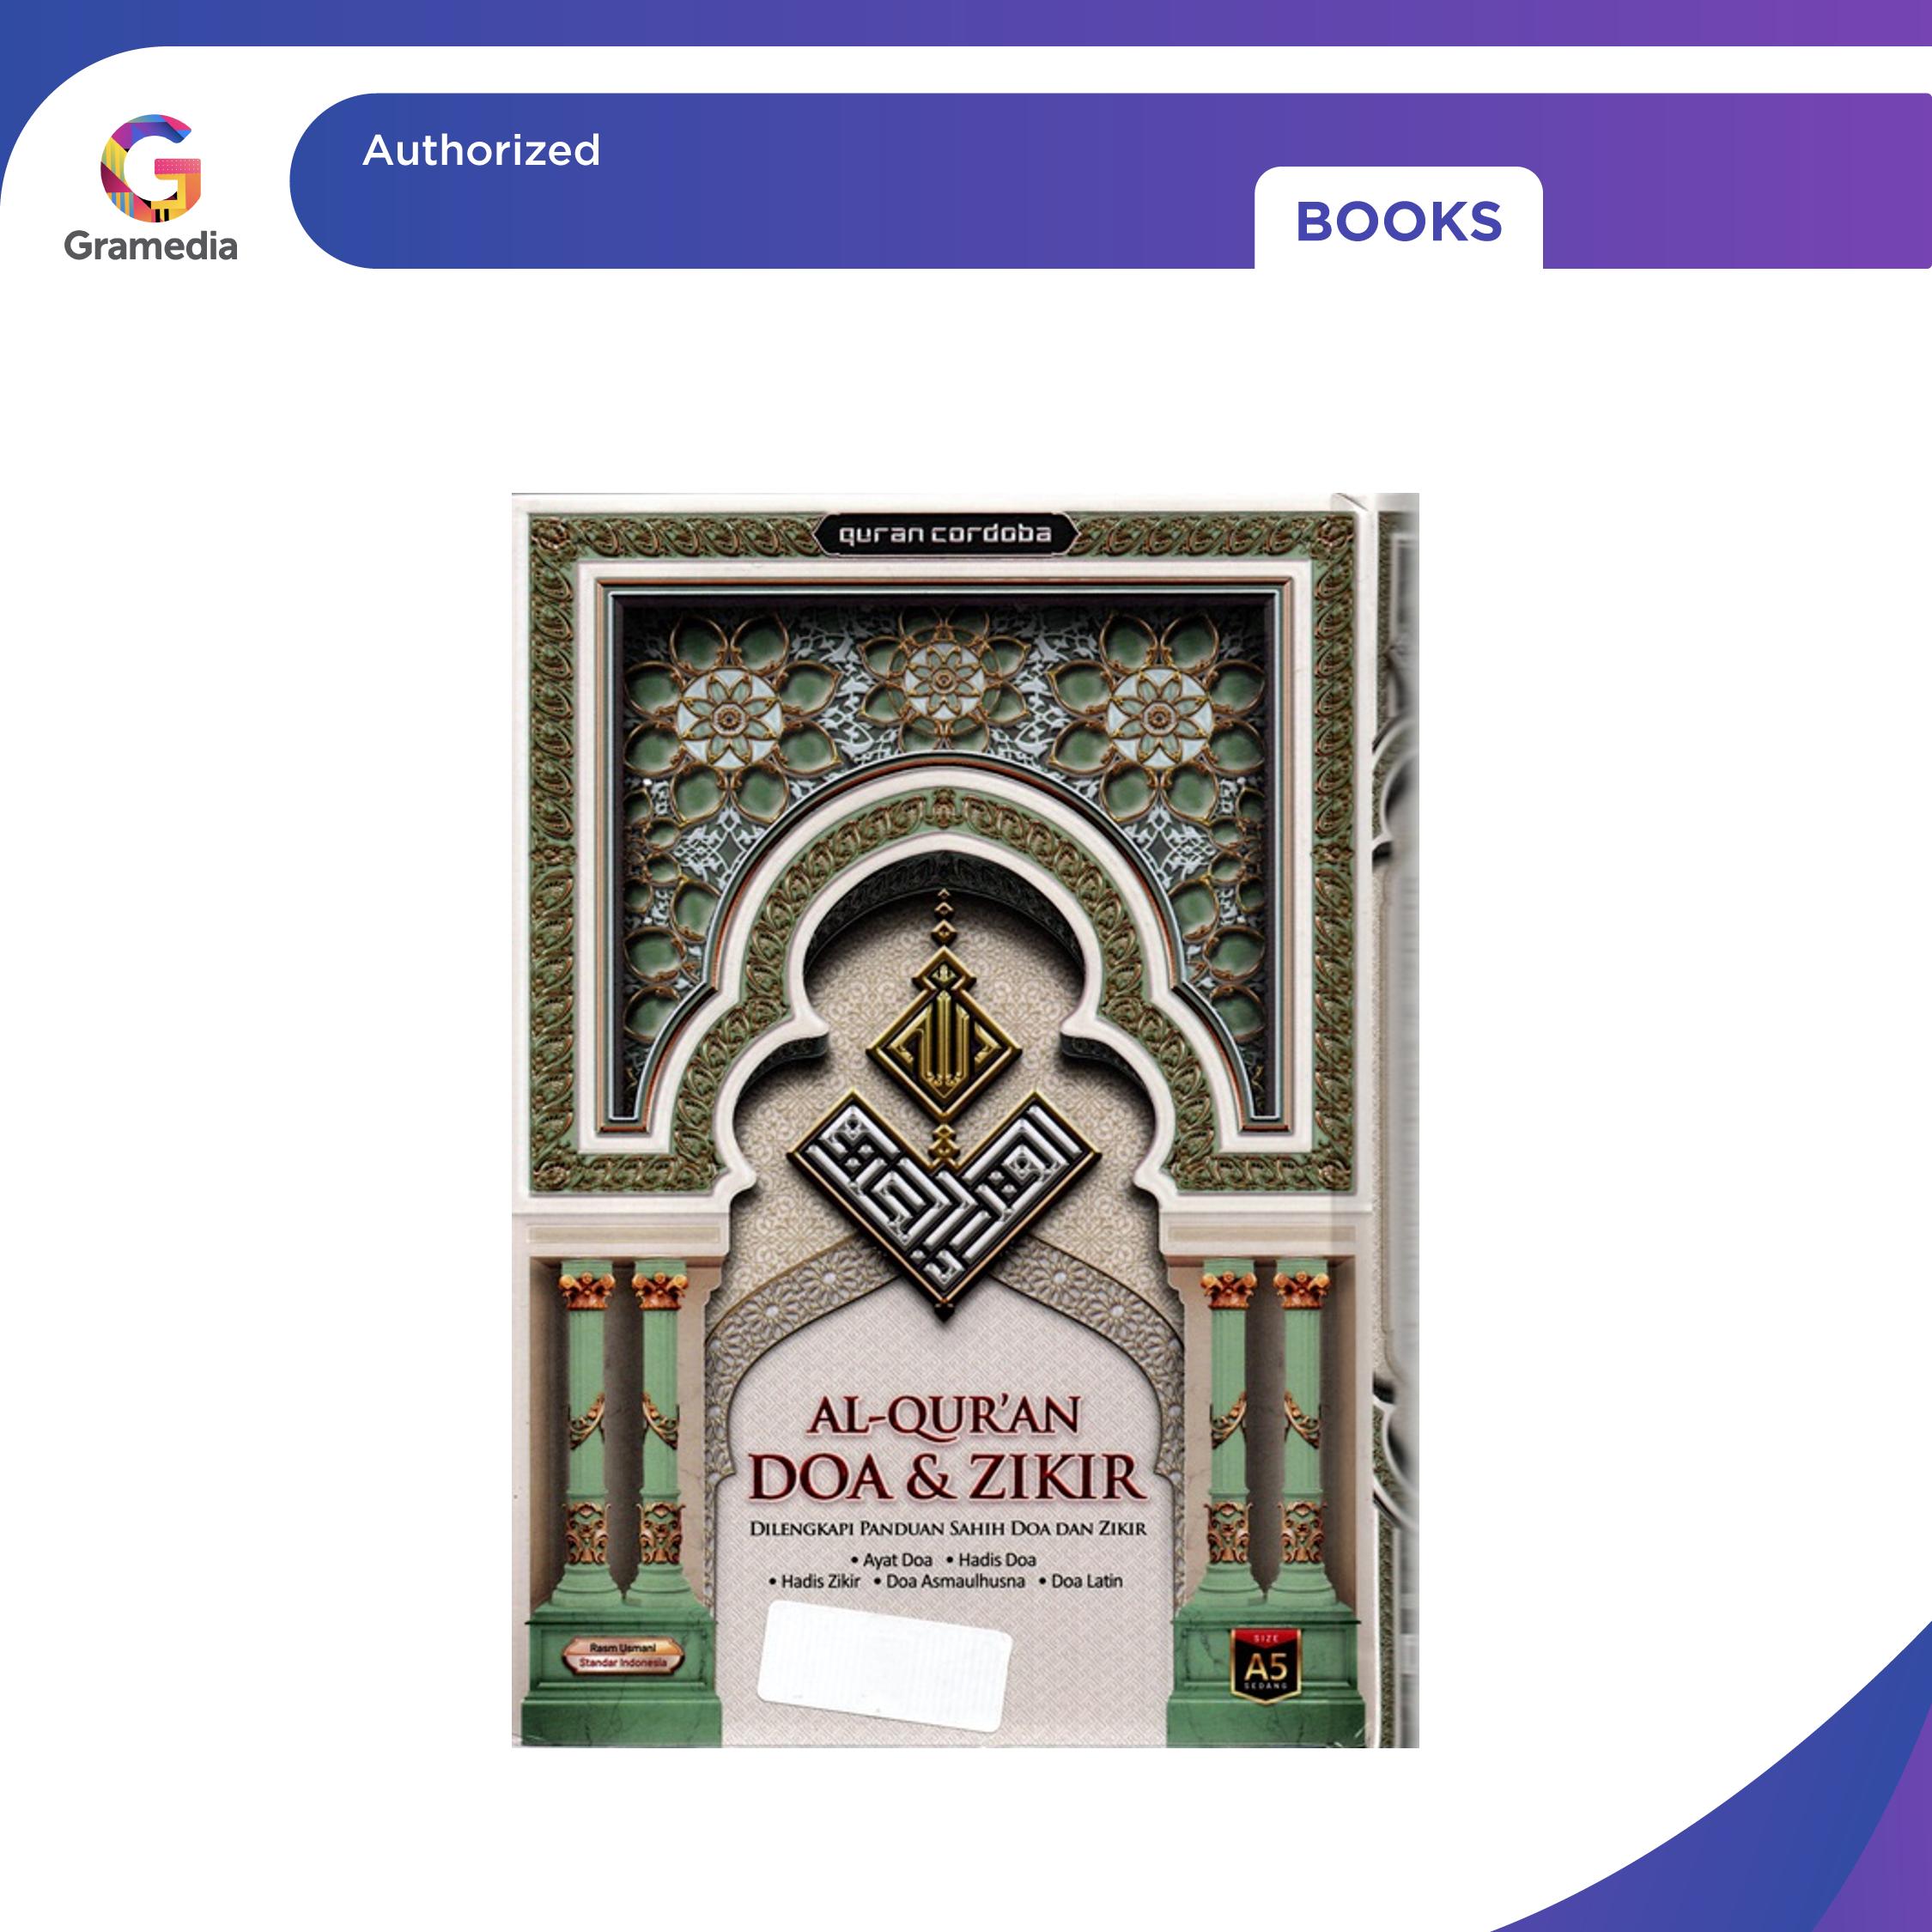 Gramedia
Authorized
BOOKS
quran cordoba
الله
AL-QUR'AN
DOA & ZIKIR
DILENGKAPI PANDUAN SAHIH DOA DAN ZIKIR
• Ayat Doa • Hadis Doa
• Hadis Zikir • Doa Asmaulhusna • Doa Latin
Rasm Usmani
Standar Indonesia
SIZE
A5
SEDANG